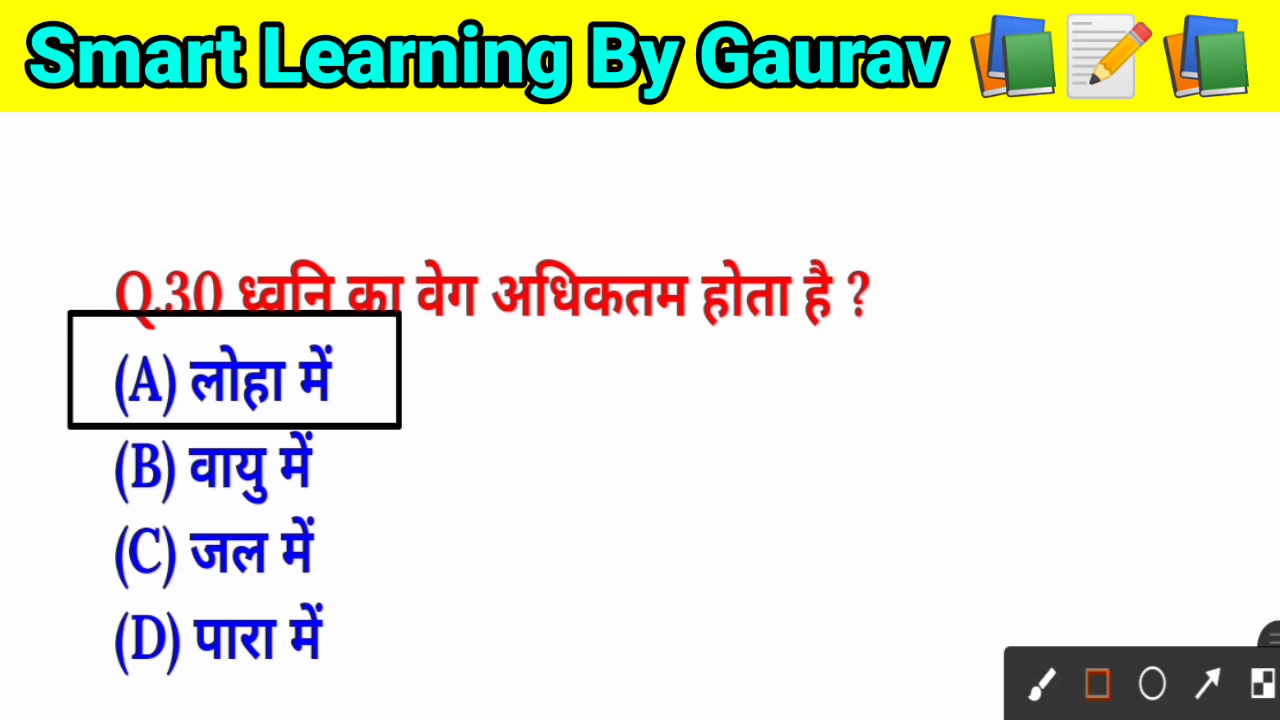 Smart Learning By Gaurav
Q.30 ध्वनि का वेग अधिकतम होता है ?
(A) लोहा में
(B) वायु में
(C) जल में
(D) पारा में